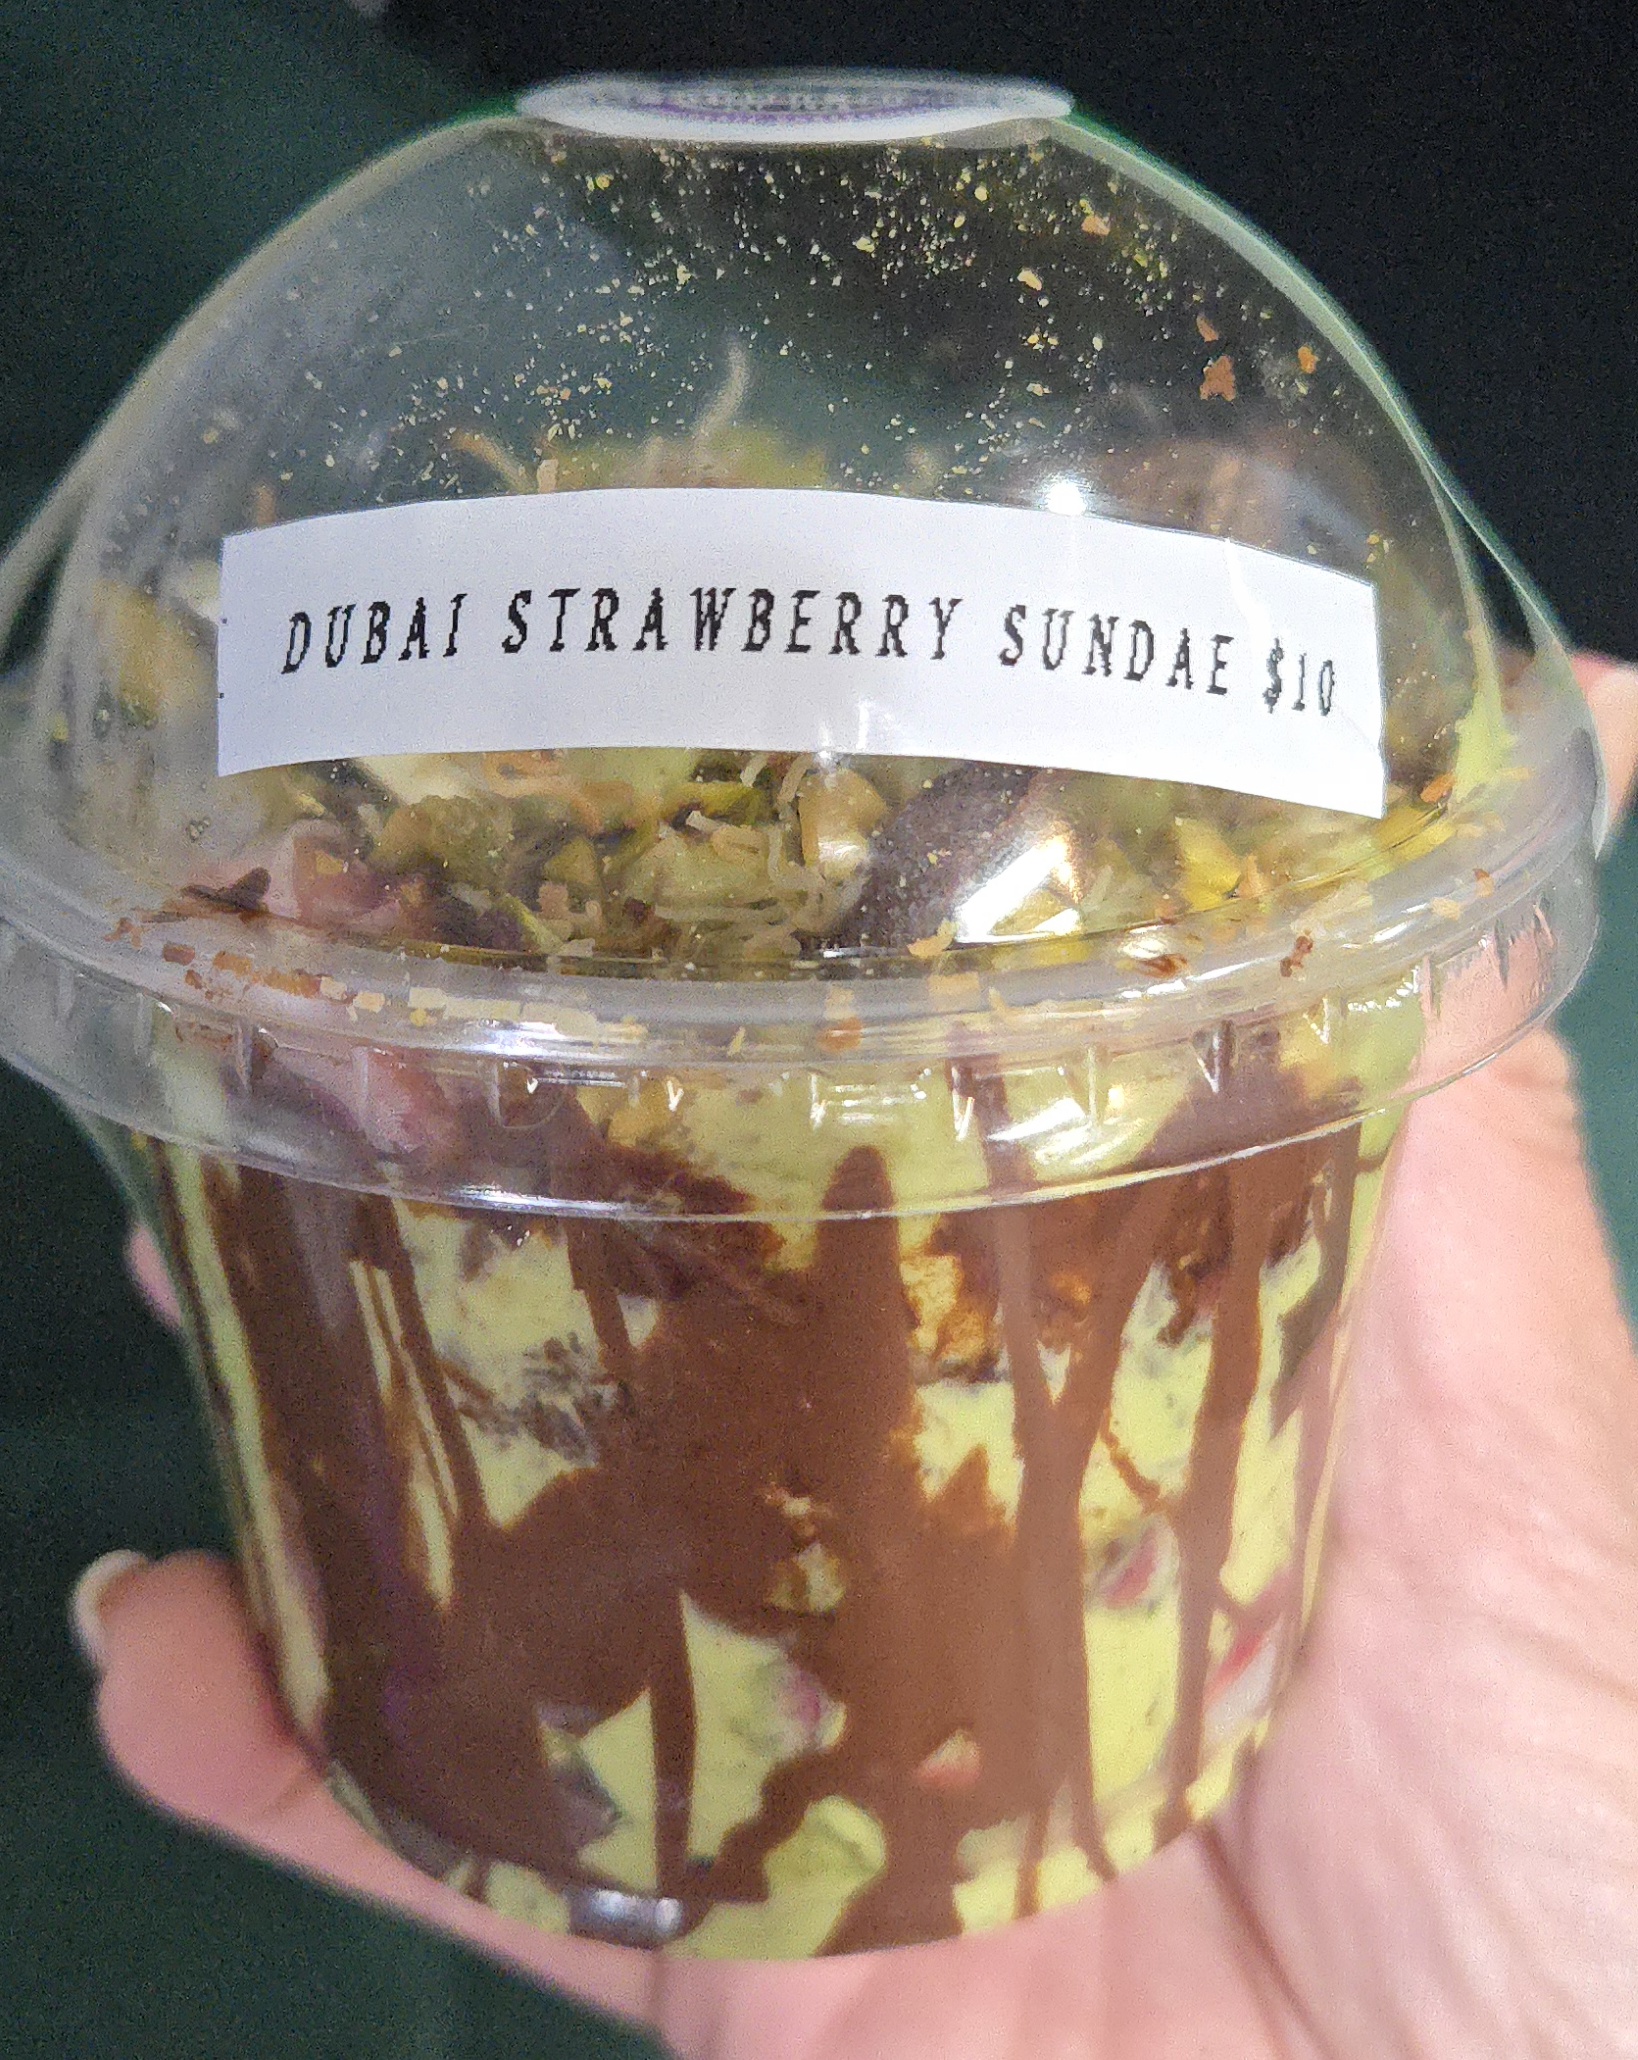 DUBAI STRAWBERRY SUNDAE $10